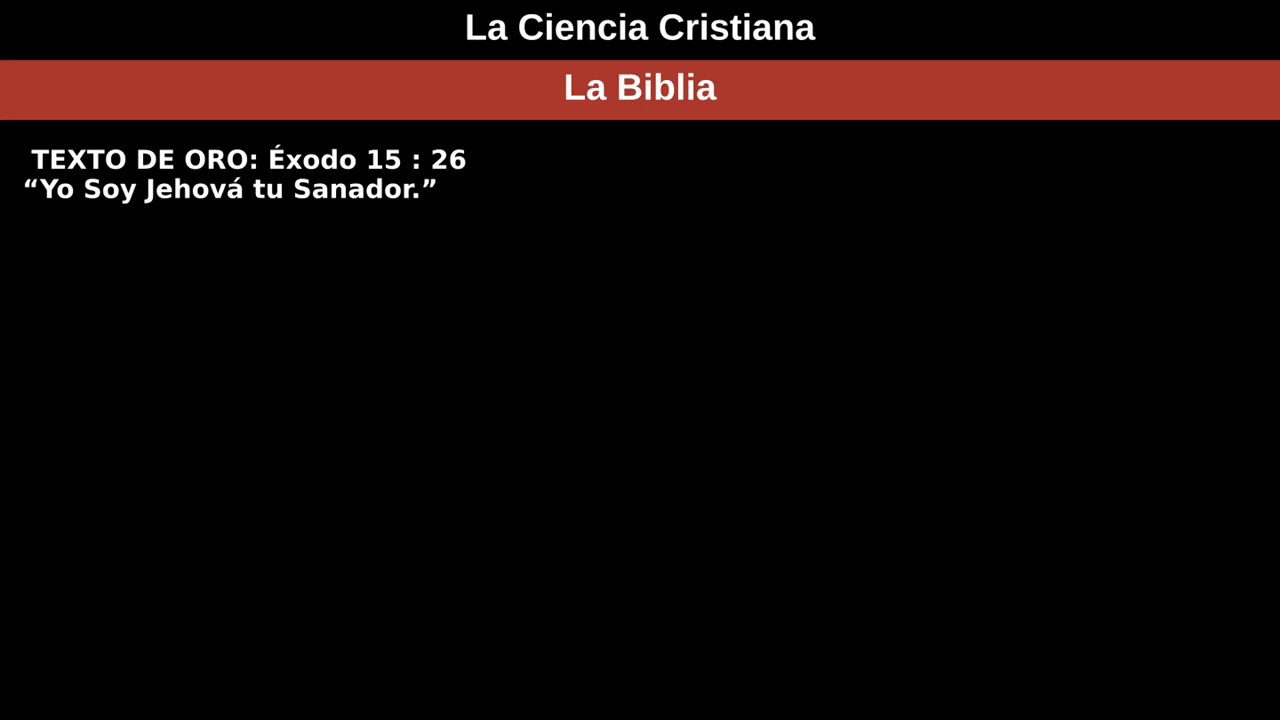 La Ciencia Cristiana
La Biblia
TEXTO DE ORO: Éxodo 15 : 26
“Yo Soy Jehová tu Sanador.”